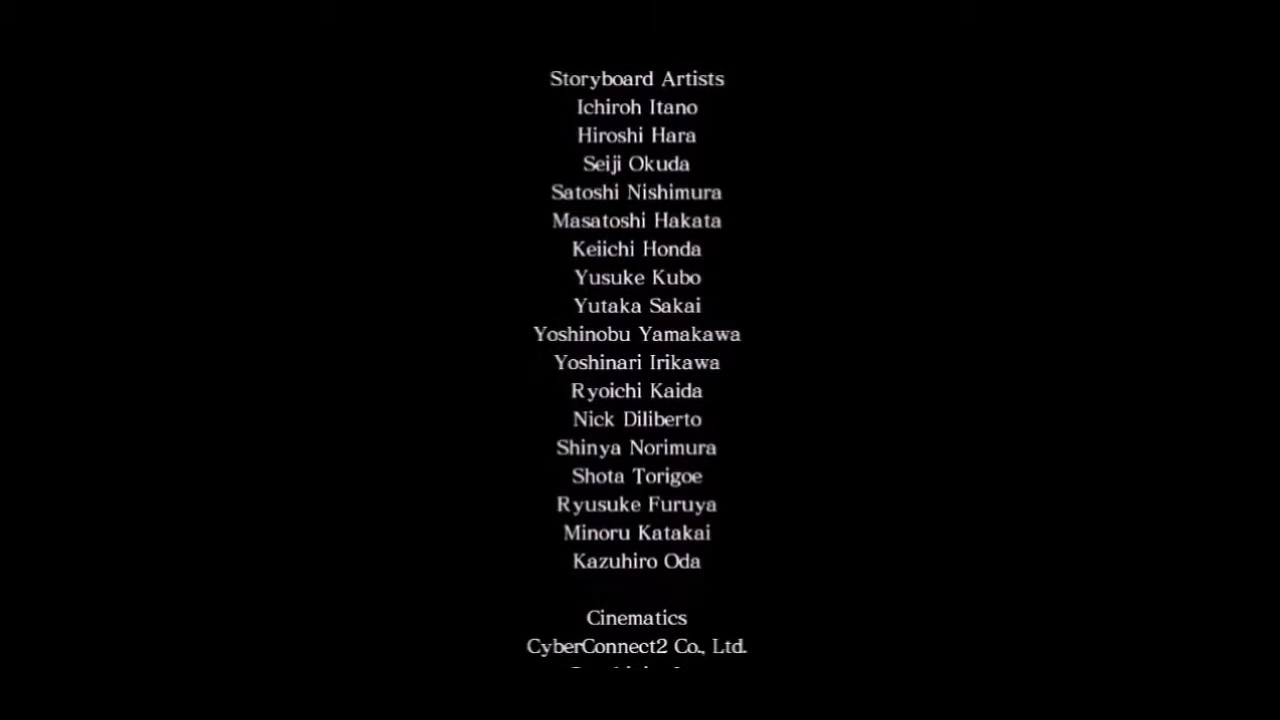 Storyboard Artists
Ichiroh Itano
Hiroshi Hara
Seiji Okuda
Satoshi Nishimura
Masatoshi Hakata
Keiichi Honda
Yusuke Kubo
Yutaka Sakai
Yoshinobu Yamakawa
Yoshinari Irikawa
Ryoichi Kaida
Nick Diliberto
Shinya Norimura
Shota Torigoe
Ryusuke Furuya
Minoru Katakai
Kazuhiro Oda
Cinematics
CyberConnect2 Co., Ltd.